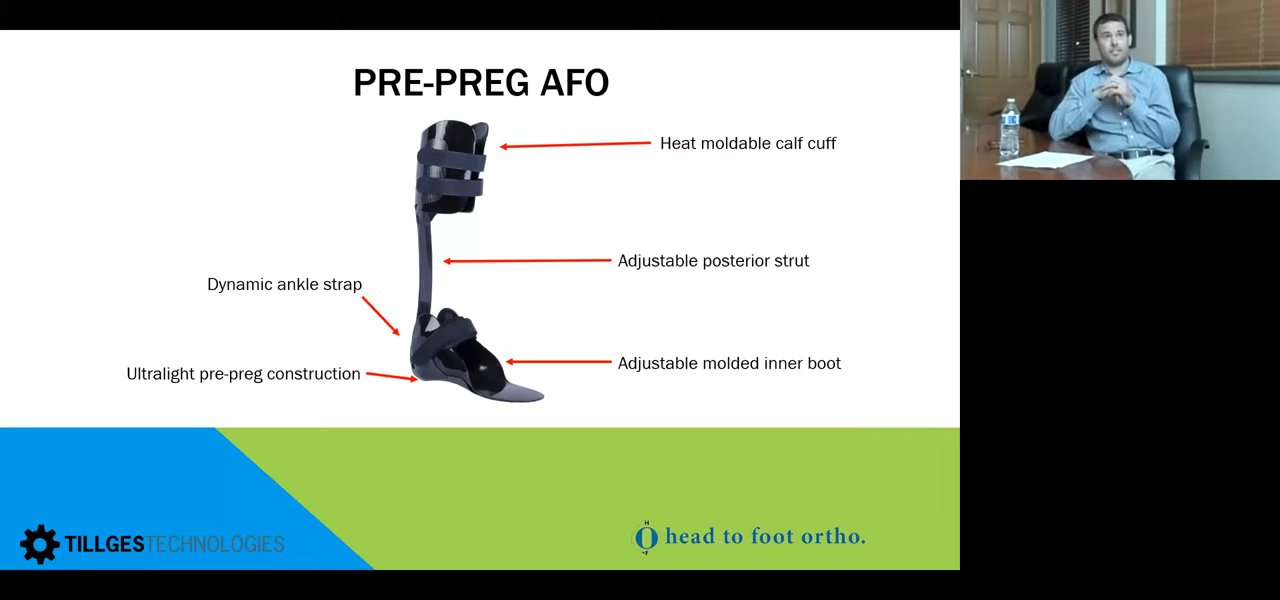 PRE-PREG AFO
Heat moldable calf cuff
Adjustable posterior strut
Dynamic ankle strap
Adjustable molded inner boot
Ultralight pre-preg construction
TILLGESTECHNOLOGIES
head to foot ortho.